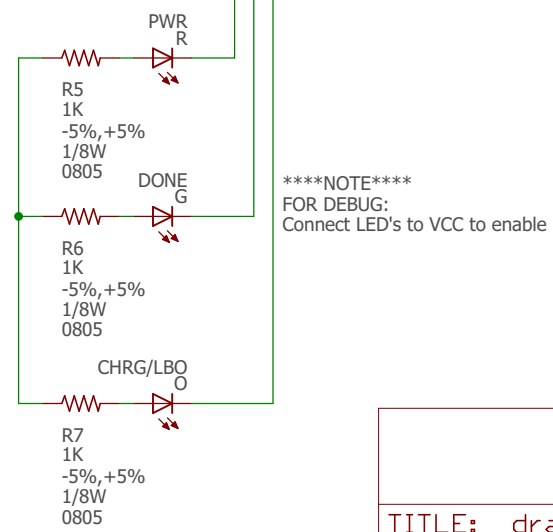 PWR
R
R5
1K
-5%,+5%
1/8W
0805
DONE
G
****NOTE****
FOR DEBUG:
Connect LED's to VCC to enable
R6
1K
-5%,+5%
1/8W
0805
CHRG/LBO
O
R7
1K
-5%,+5%
1/8W
0805
TITLE: dra